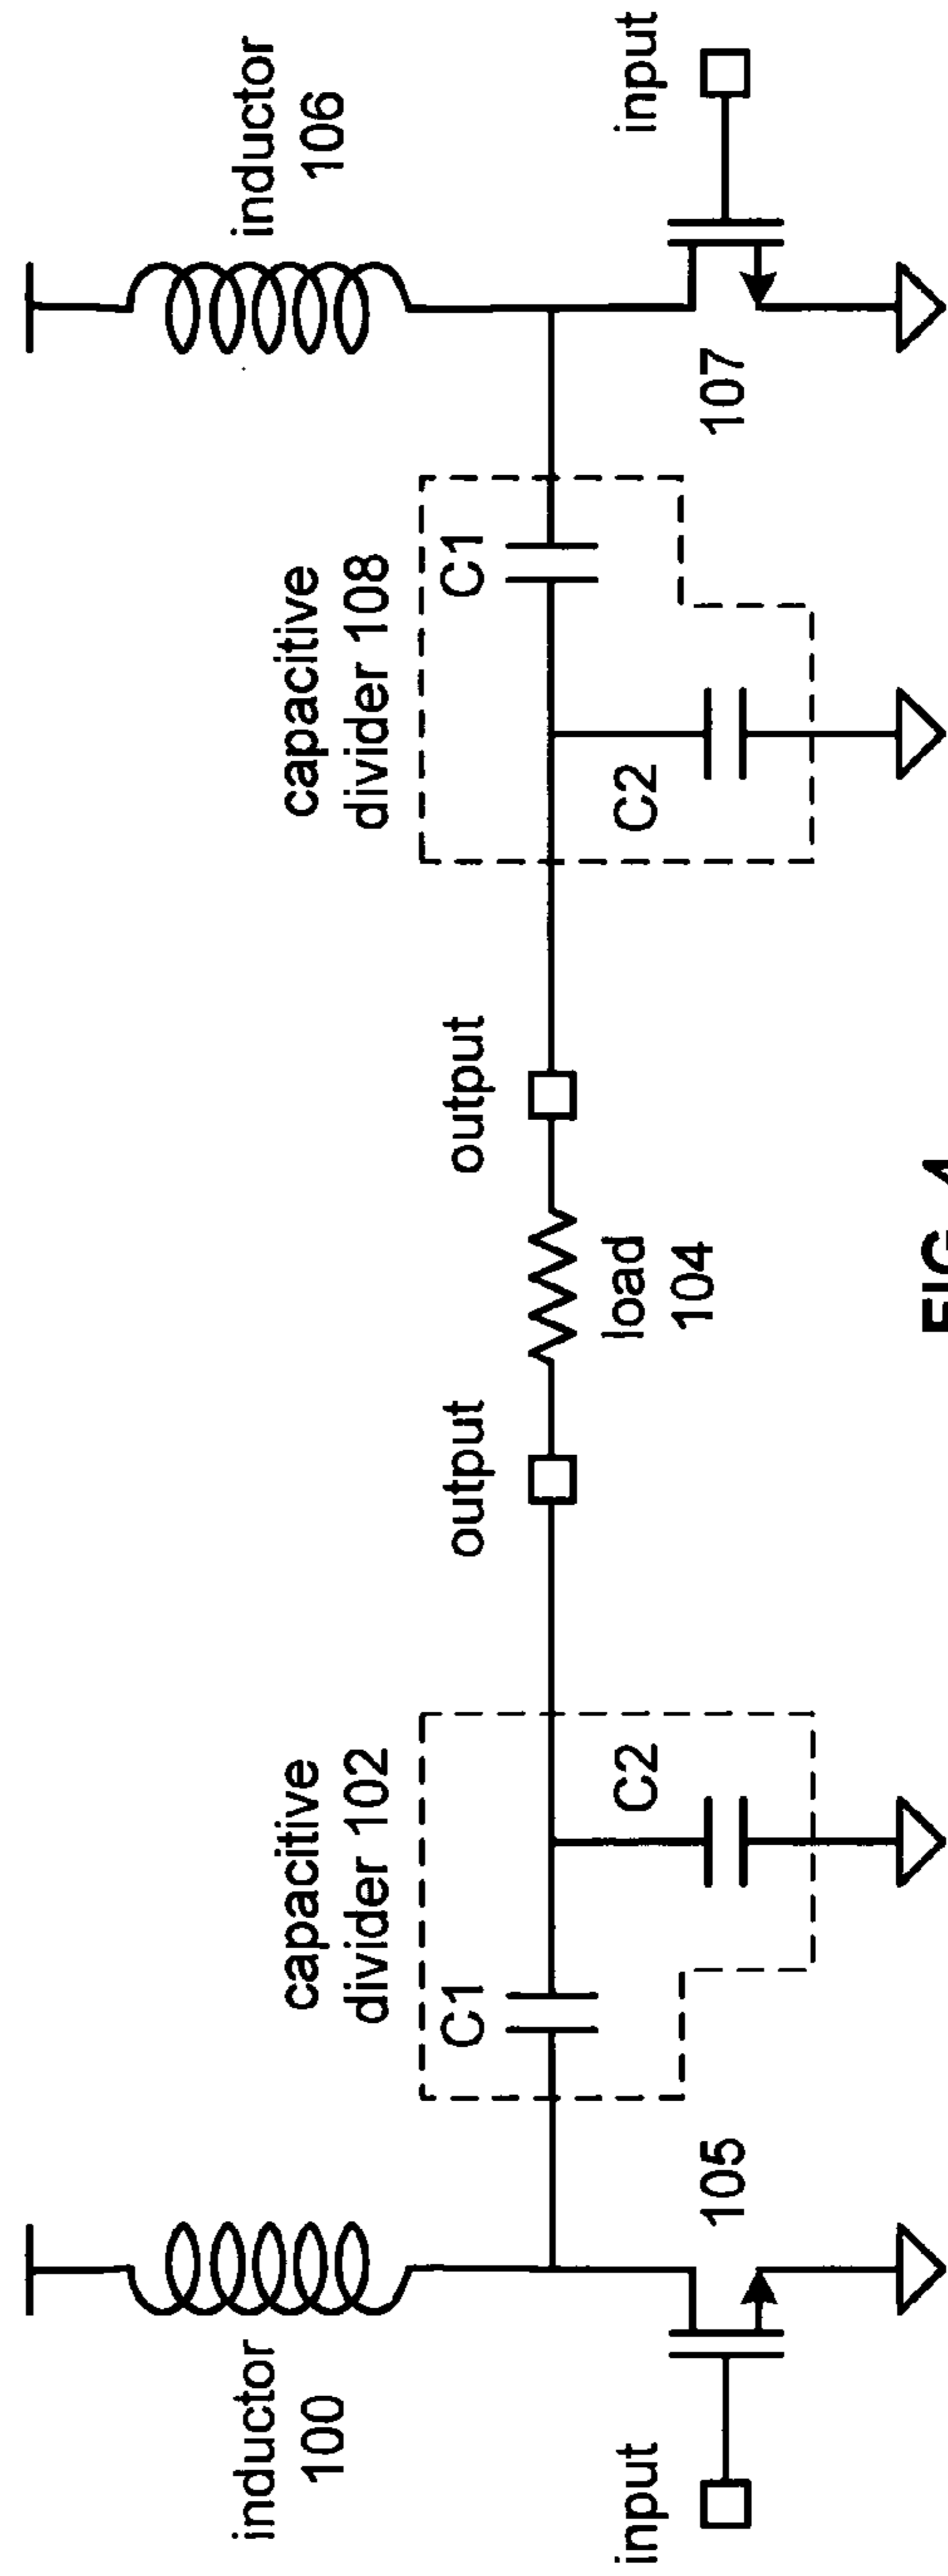 inductor
100
capacitive
divider 102
capacitive
divider 108
inductor
106
C1
C1
output
output
input
C2
load
104
C2
input
105
107
FIG.